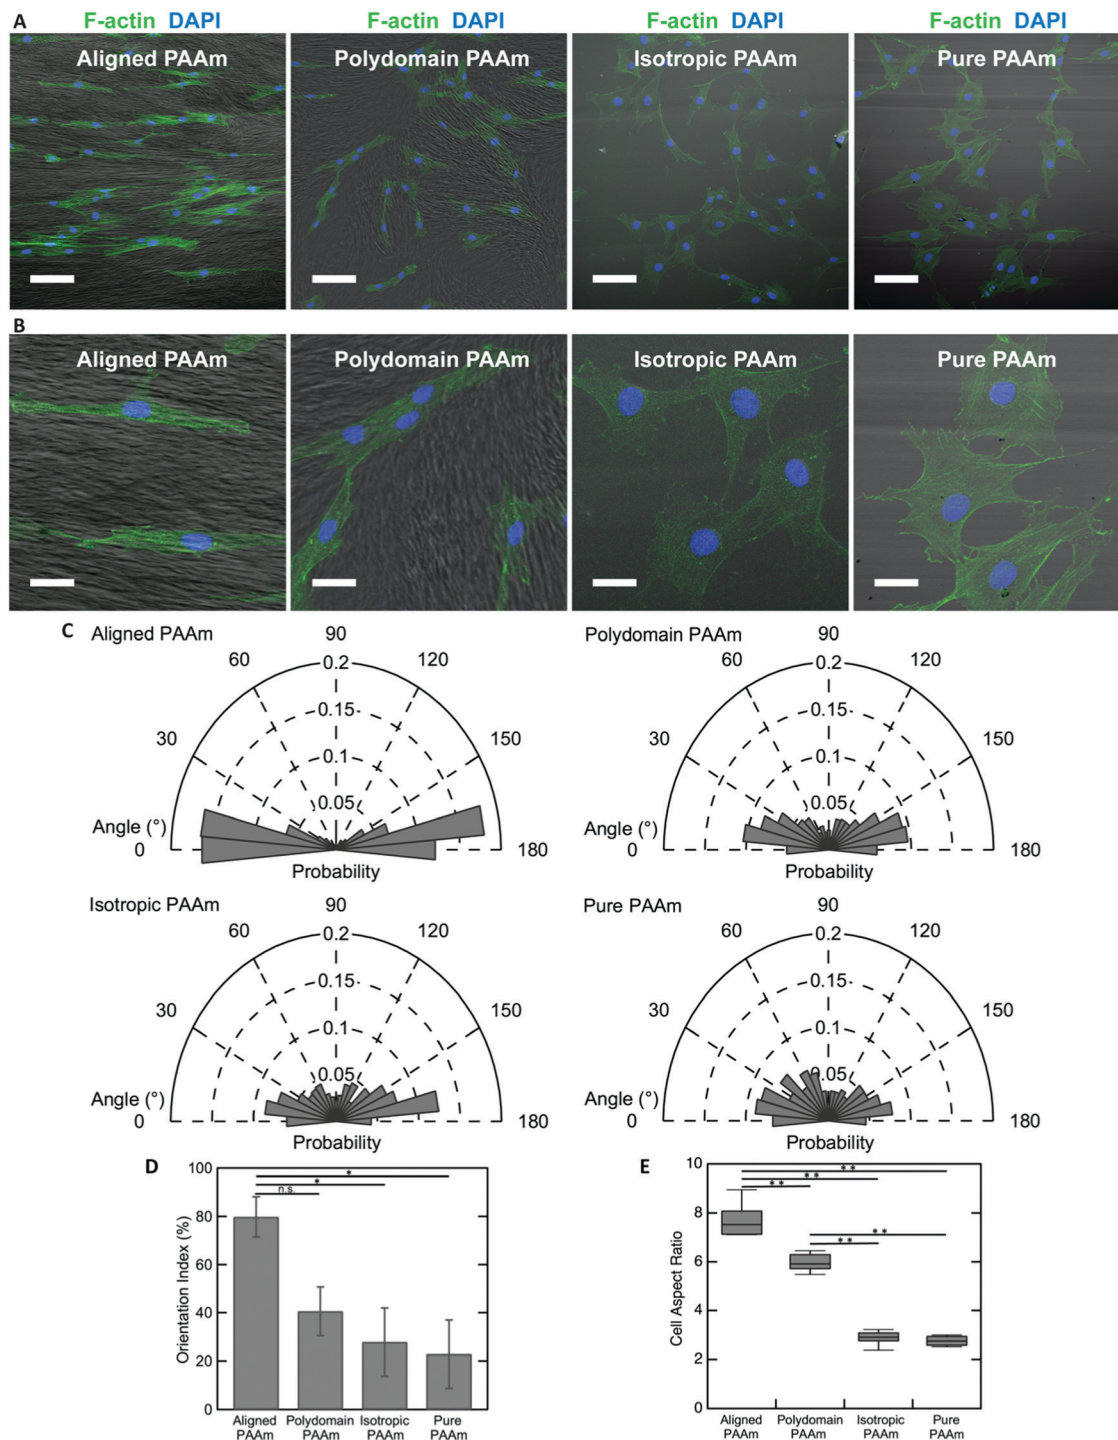 A
F-actin DAPI
F-actin DAPI
F-actin DAPI
F-actin DAPI
Aligned PAAm
Polydomain PAAm
Isotropic PAAm
Pure PAAm
B
Aligned PAAm
Polydomain PAAm
Isotropic PAAm
Pure PAAm
C
Aligned PAAm
90
60
120
0.2
0.15
30
150
0.1
0.05
Angle (°)
0
180
Probability
Polydomain PAAm
90
60
120
0.2
0.15
30
150
0.1
0.05
Angle (°)
0
180
Probability
Isotropic PAAm
90
60
120
0.2
0.15
30
150
0.1
0.05
Angle (°)
0
180
Probability
Pure PAAm
90
60
120
0.2
0.15
30
150
0.1
0.05
Angle (°)
0
180
Probability
D
100
80
60
40
20
0
Orientation Index (%)
*
*
n.s.
Aligned
PAAm
Polydomain
PAAm
Isotropic
PAAm
Pure
PAAm
E
10
8
6
4
2
0
Cell Aspect Ratio
**
**
**
**
**
Aligned
PAAm
Polydomain
PAAm
Isotropic
PAAm
Pure
PAAm